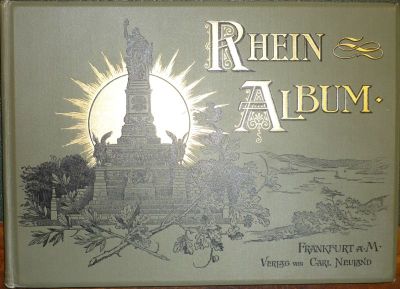 RHEIN
ALBUM.
FRANKFURT A. M.
VERLAG VON CARL NEULAND